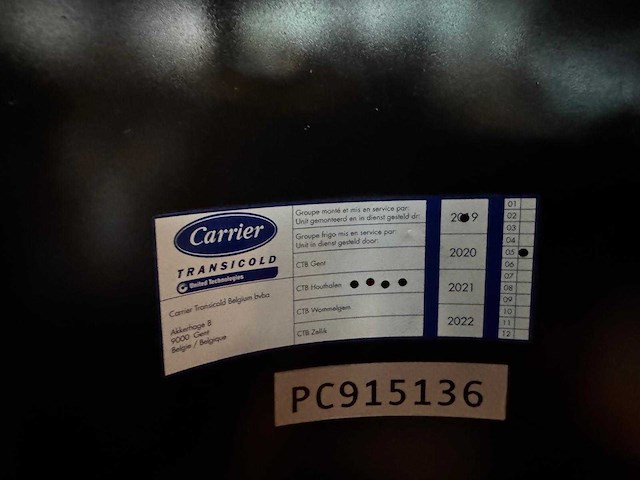 Carrier
TRANSICOLD
United Technologies
Carrier Transicold Belgium bvba
Akkerhage B
9000 Gent
Belgie / Belgique
Groupe monté et mis en service par:
Unit gemonteerd en in dienst gesteld dr:
Groupe frigo mis en service par:
Unit in dienst gesteld door:
CTB Gent
CTB Houthalen
CTB Wommelgem
CTB Zellik
2019
2020
2021
2022
01
02
03
04
05
06
07
08
09
10
11
12
PC915136